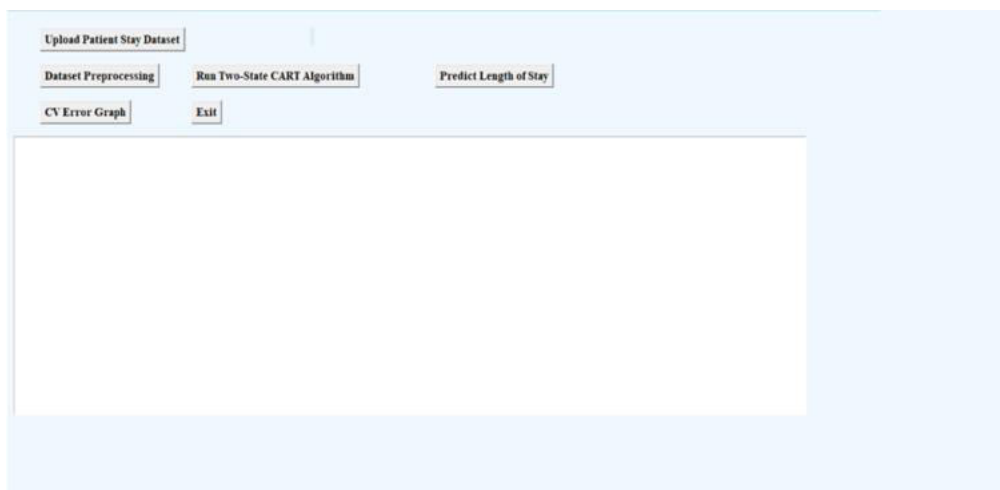 Upload Patient Stay Dataset
Dataset Preprocessing Run Two-State CART Algorithm Predict Length of Stay
CV Error Graph Exit